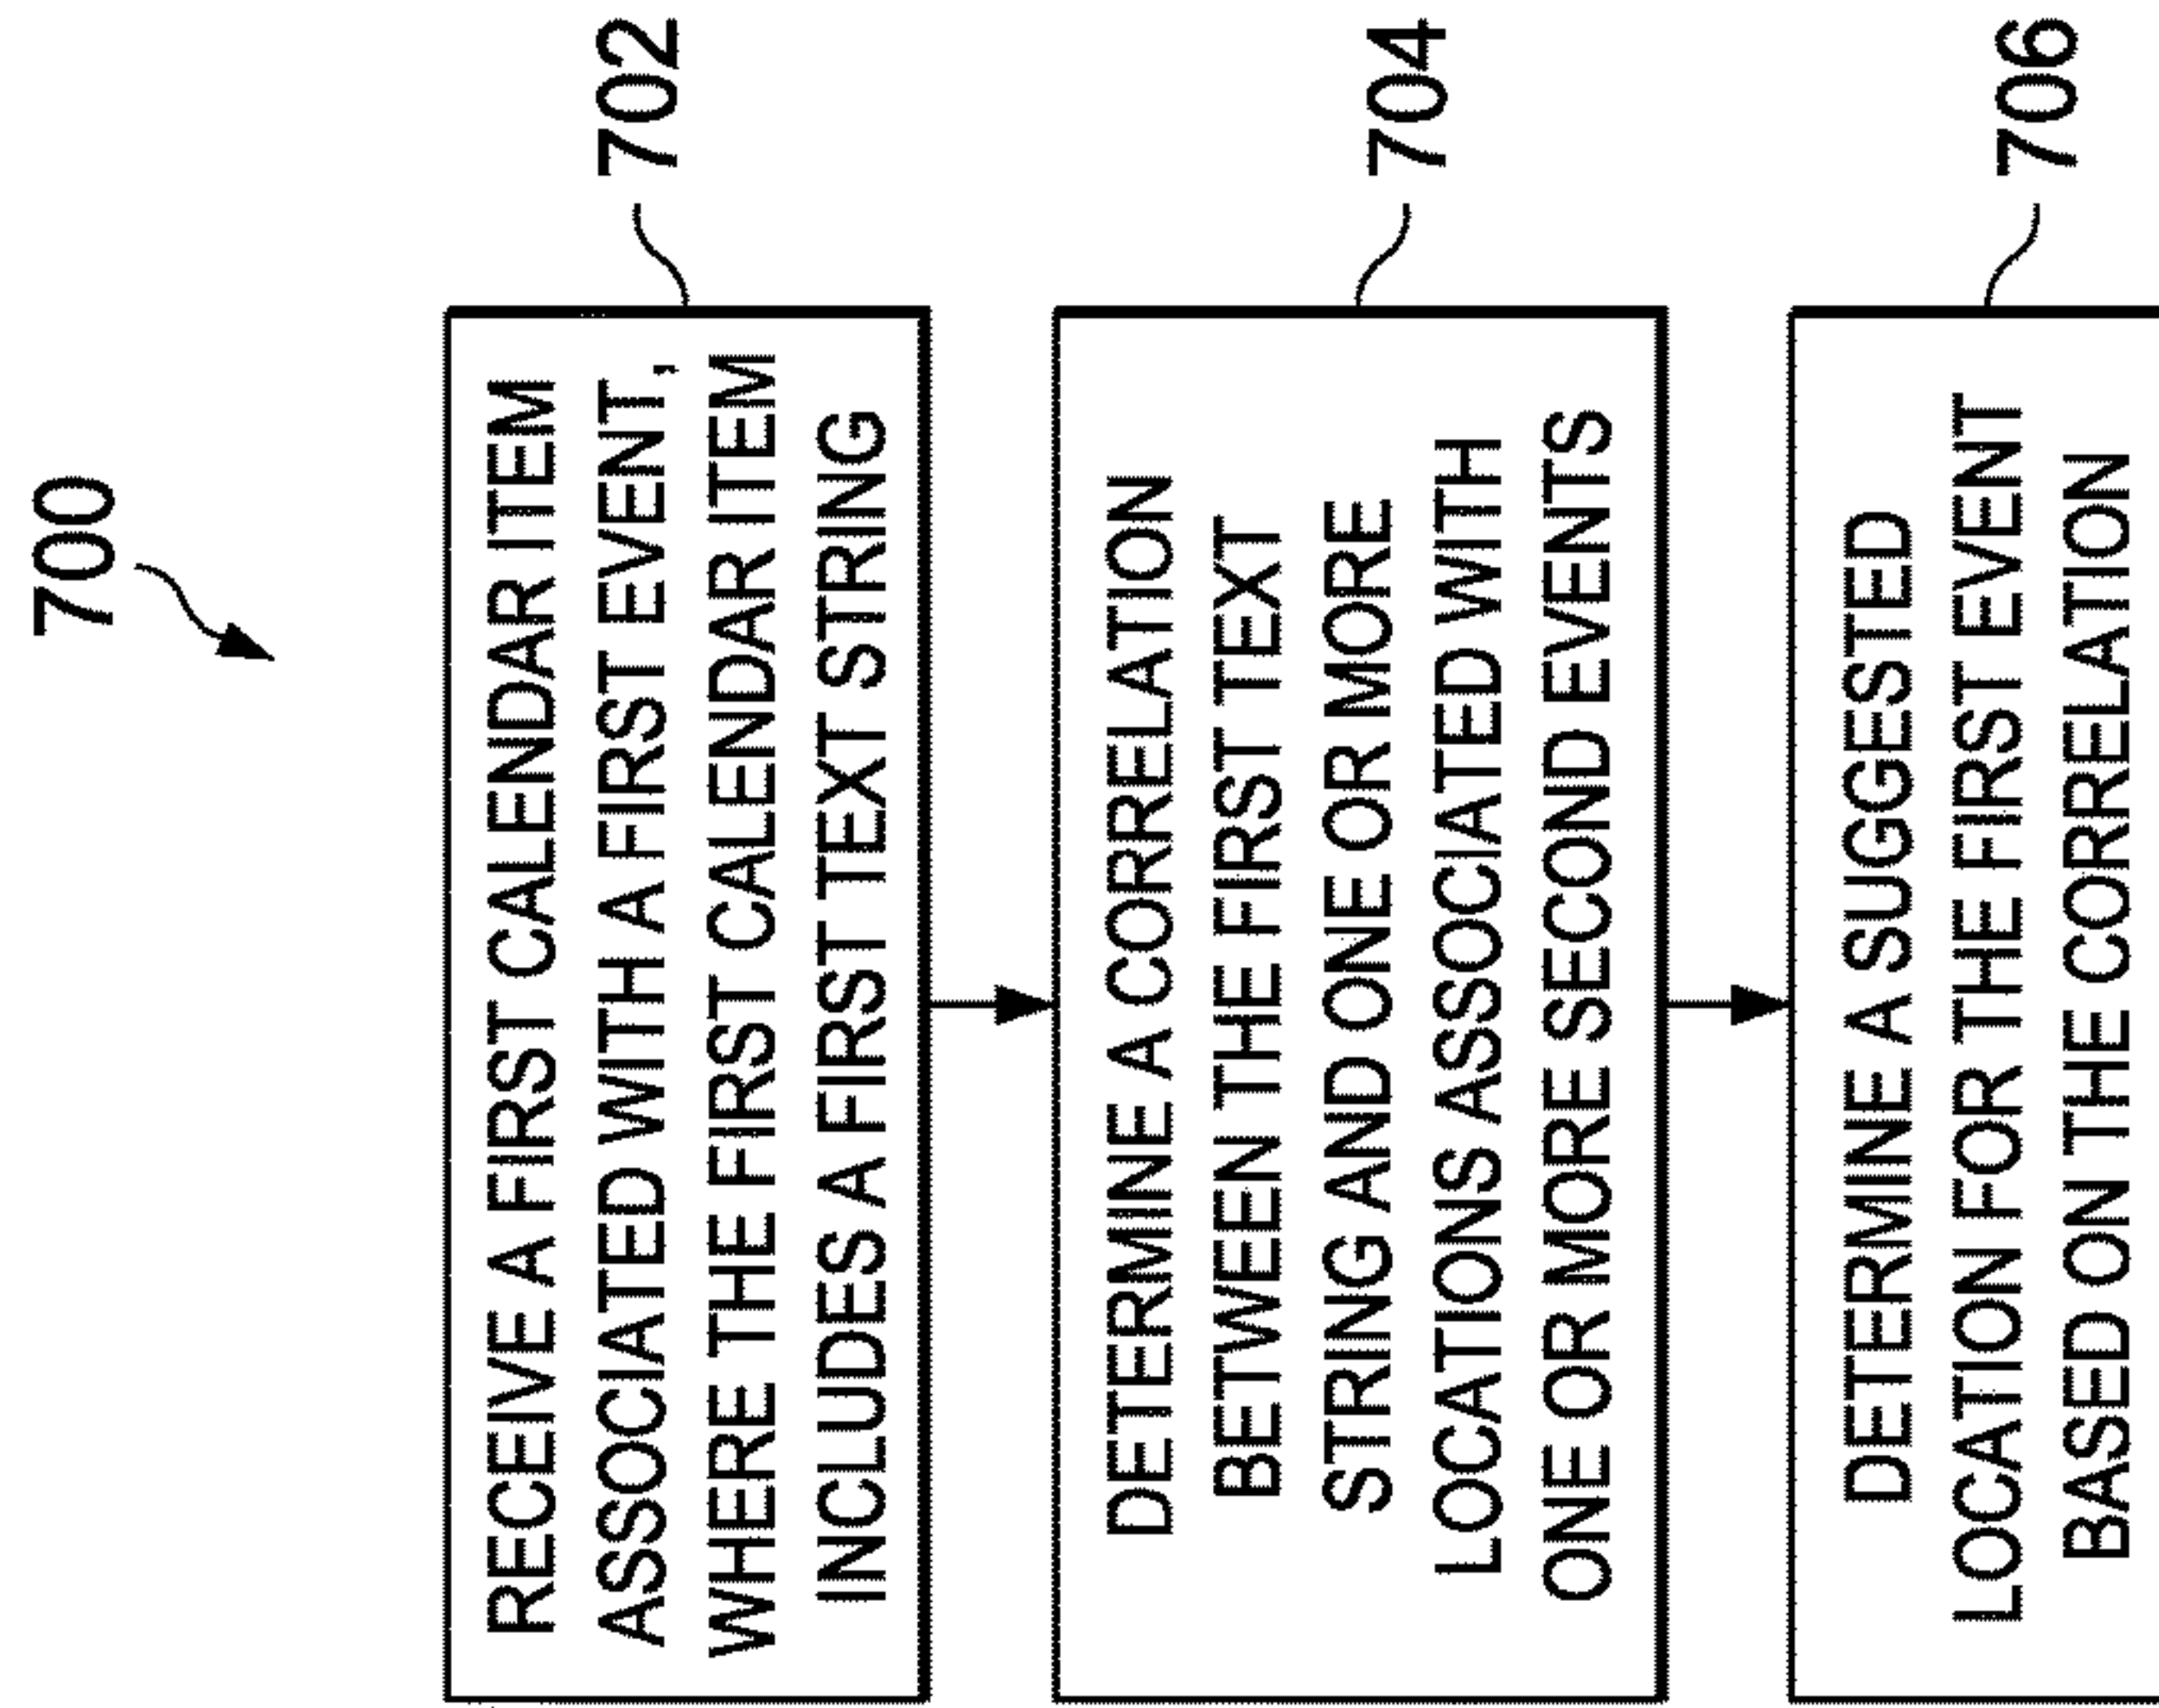 700
RECEIVE A FIRST CALENDAR ITEM
ASSOCIATED WITH A FIRST EVENT,
WHERE THE FIRST CALENDAR ITEM
INCLUDES A FIRST TEXT STRING
702
DETERMINE A CORRELATION
BETWEEN THE FIRST TEXT
STRING AND ONE OR MORE
LOCATIONS ASSOCIATED WITH
ONE OR MORE SECOND EVENTS
704
DETERMINE A SUGGESTED
LOCATION FOR THE FIRST EVENT
BASED ON THE CORRELATION
706